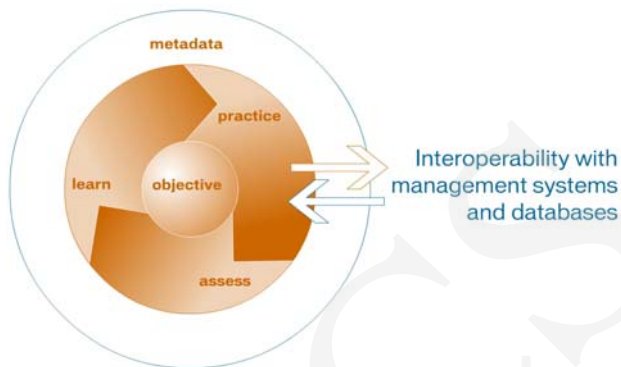 metadata
practice
learn
objective
assess
Interoperability with
management systems
and databases